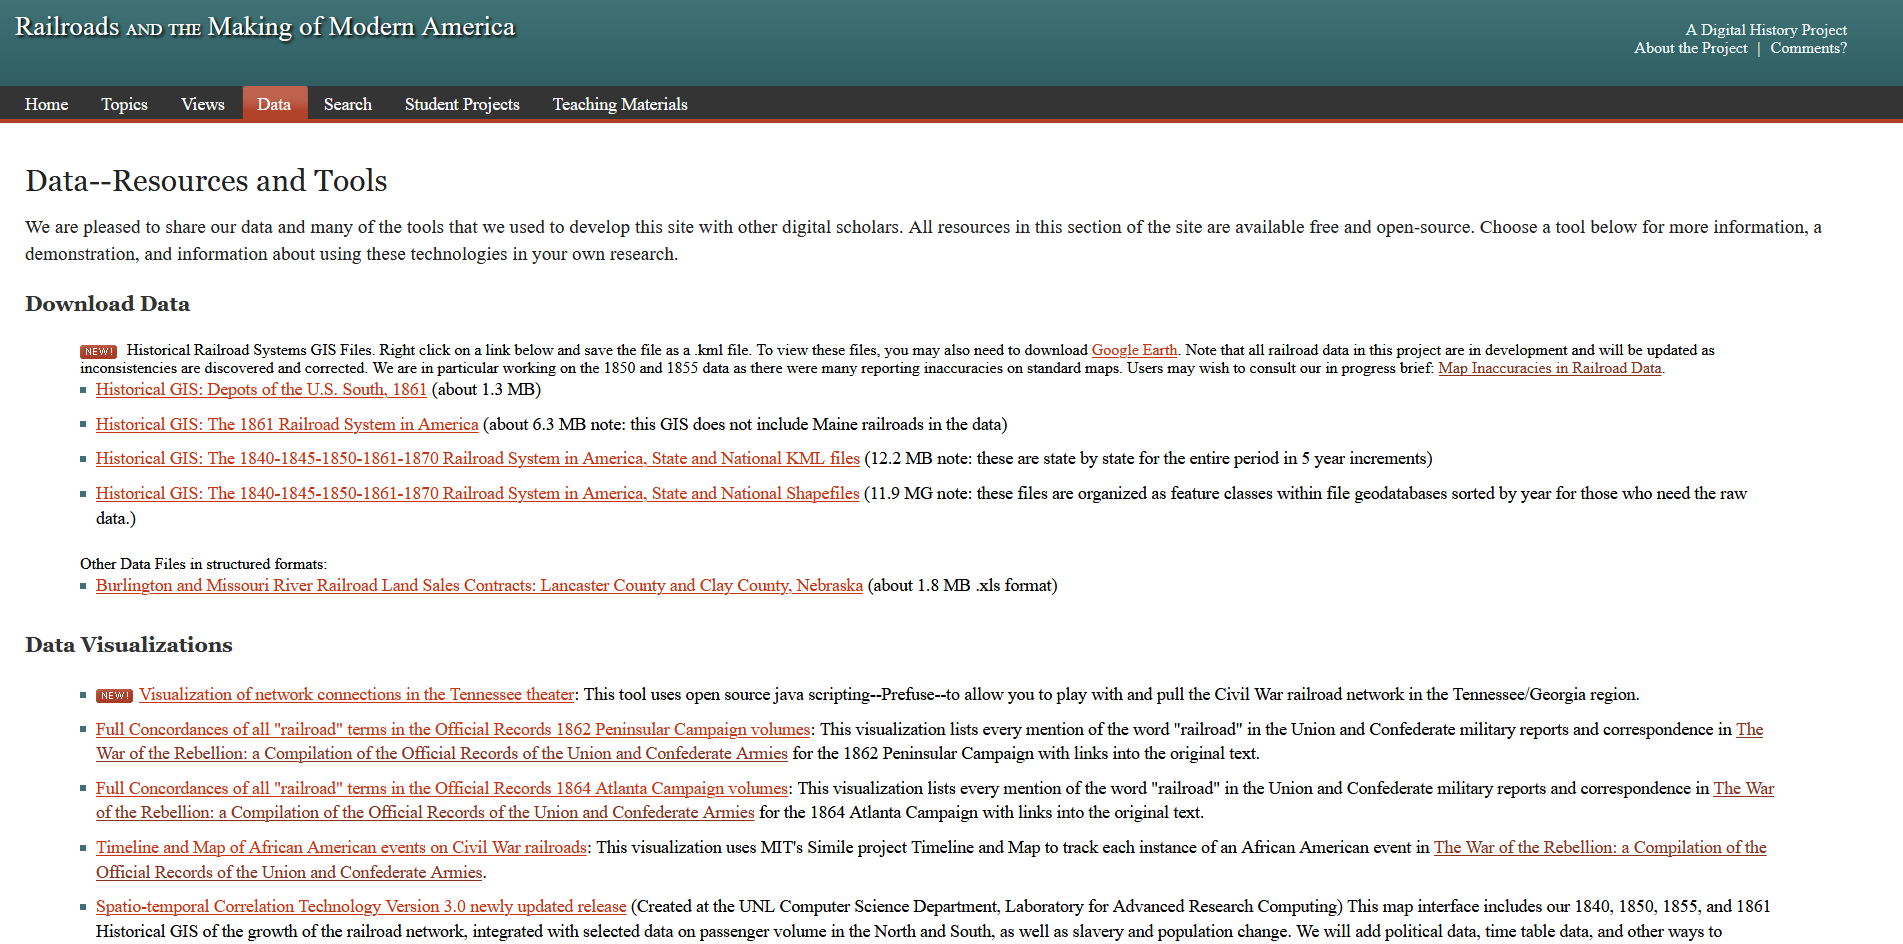 Railroads AND THE Making of Modern America
A Digital History Project
About the Project | Comments?
Home Topics Views Data Search Student Projects Teaching Materials
Data--Resources and Tools
We are pleased to share our data and many of the tools that we used to develop this site with other digital scholars. All resources in this section of the site are available free and open-source. Choose a tool below for more information, a
demonstration, and information about using these technologies in your own research.
Download Data
NEW! Historical Railroad Systems GIS Files. Right click on a link below and save the file as a .kml file. To view these files, you may also need to download Google Earth. Note that all railroad data in this project are in development and will be updated as
inconsistencies are discovered and corrected. We are in particular working on the 1850 and 1855 data as there were many reporting inaccuracies on standard maps. Users may wish to consult our in progress brief: Map Inaccuracies in Railroad Data.
Historical GIS: Depots of the U.S. South, 1861 (about 1.3 MB)
Historical GIS: The 1861 Railroad System in America (about 6.3 MB note: this GIS does not include Maine railroads in the data)
Historical GIS: The 1840-1845-1850-1861-1870 Railroad System in America, State and National KML files (12.2 MB note: these are state by state for the entire period in 5 year increments)
Historical GIS: The 1840-1845-1850-1861-1870 Railroad System in America, State and National Shapefiles (11.9 MG note: these files are organized as feature classes within file geodatabases sorted by year for those who need the raw
data.)
Other Data Files in structured formats:
Burlington and Missouri River Railroad Land Sales Contracts: Lancaster County and Clay County, Nebraska (about 1.8 MB .xls format)
Data Visualizations
NEW! Visualization of network connections in the Tennessee theater: This tool uses open source java scripting--Prefuse--to allow you to play with and pull the Civil War railroad network in the Tennessee/Georgia region.
Full Concordances of all "railroad" terms in the Official Records 1862 Peninsular Campaign volumes: This visualization lists every mention of the word "railroad" in the Union and Confederate military reports and correspondence in The
War of the Rebellion: a Compilation of the Official Records of the Union and Confederate Armies for the 1862 Peninsular Campaign with links into the original text.
Full Concordances of all "railroad" terms in the Official Records 1864 Atlanta Campaign volumes: This visualization lists every mention of the word "railroad" in the Union and Confederate military reports and correspondence in The War
of the Rebellion: a Compilation of the Official Records of the Union and Confederate Armies for the 1864 Atlanta Campaign with links into the original text.
Timeline and Map of African American events on Civil War railroads: This visualization uses MIT's Simile project Timeline and Map to track each instance of an African American event in The War of the Rebellion: a Compilation of the
Official Records of the Union and Confederate Armies.
Spatio-temporal Correlation Technology Version 3.0 newly updated release (Created at the UNL Computer Science Department, Laboratory for Advanced Research Computing) This map interface includes our 1840, 1850, 1855, and 1861
Historical GIS of the growth of the railroad network, integrated with selected data on passenger volume in the North and South, as well as slavery and population change. We will add political data, time table data, and other ways to